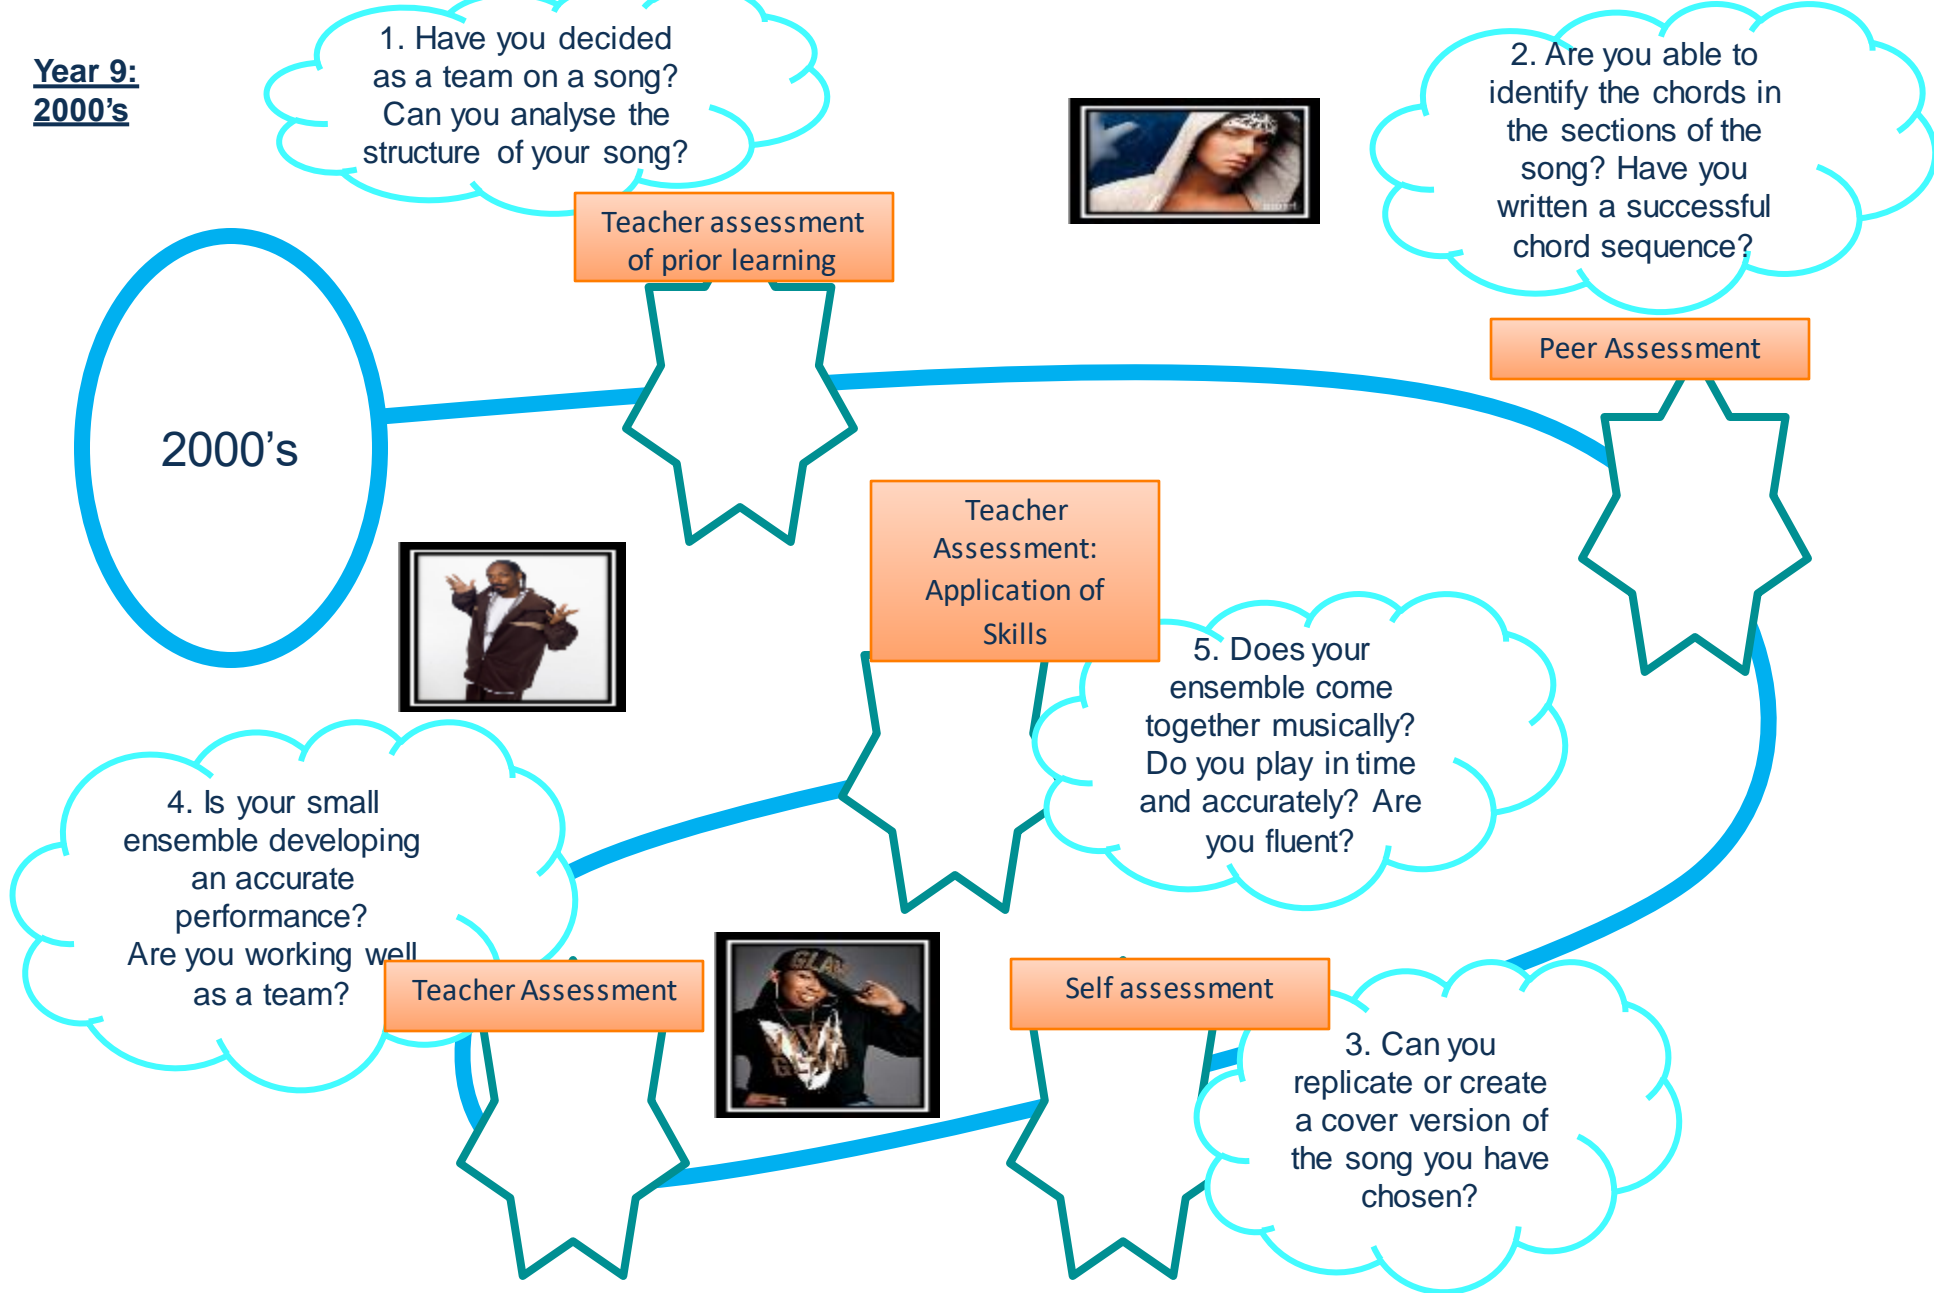 Year 9:
2000's
1. Have you decided
as a team on a song?
Can you analyse the
structure of your song?
Teacher assessment
of prior learning
2. Are you able to
identify the chords in
the sections of the
song? Have you
written a successful
chord sequence?
Peer Assessment
2000's
Teacher
Assessment:
Application of
Skills
5. Does your
ensemble come
together musically?
Do you play in time
and accurately? Are
you fluent?
4. Is your small
ensemble developing
an accurate
performance?
Are you working well
as a team?
Teacher Assessment
Self assessment
3. Can you
replicate or create
a cover version of
the song you have
chosen?